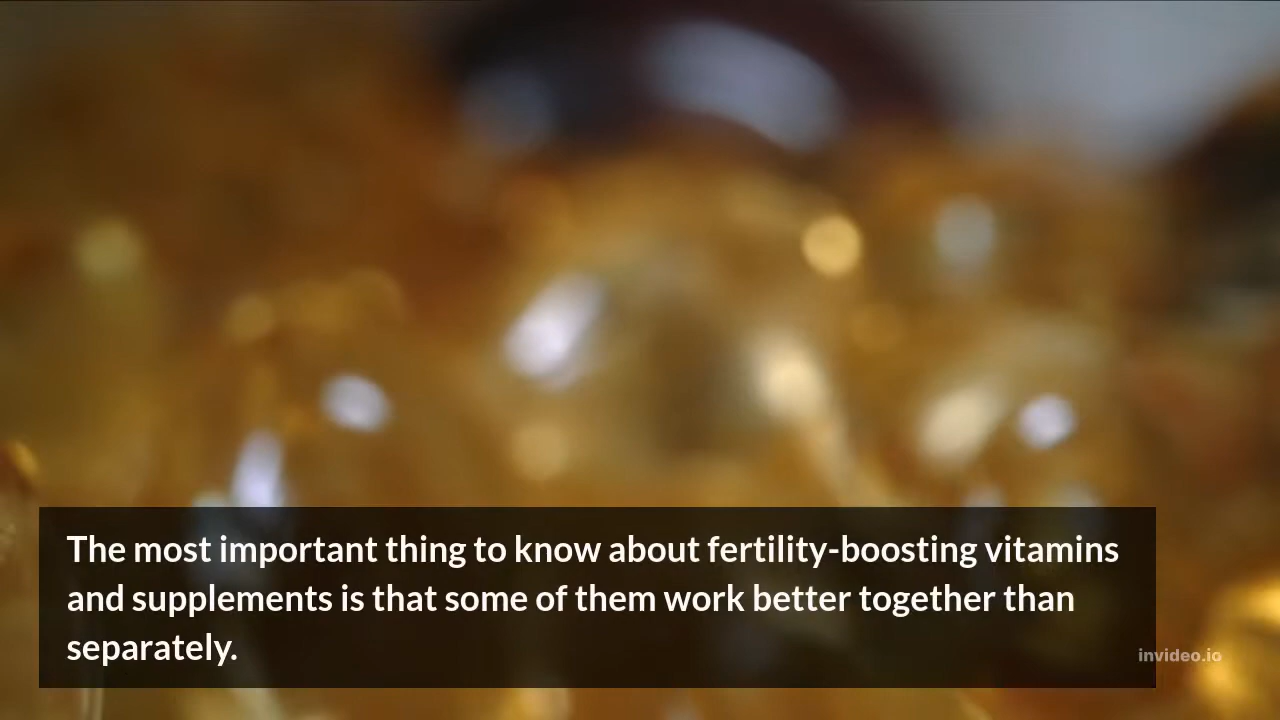 The most important thing to know about fertility-boosting vitamins
and supplements is that some of them work better together than
separately.
invideo.io